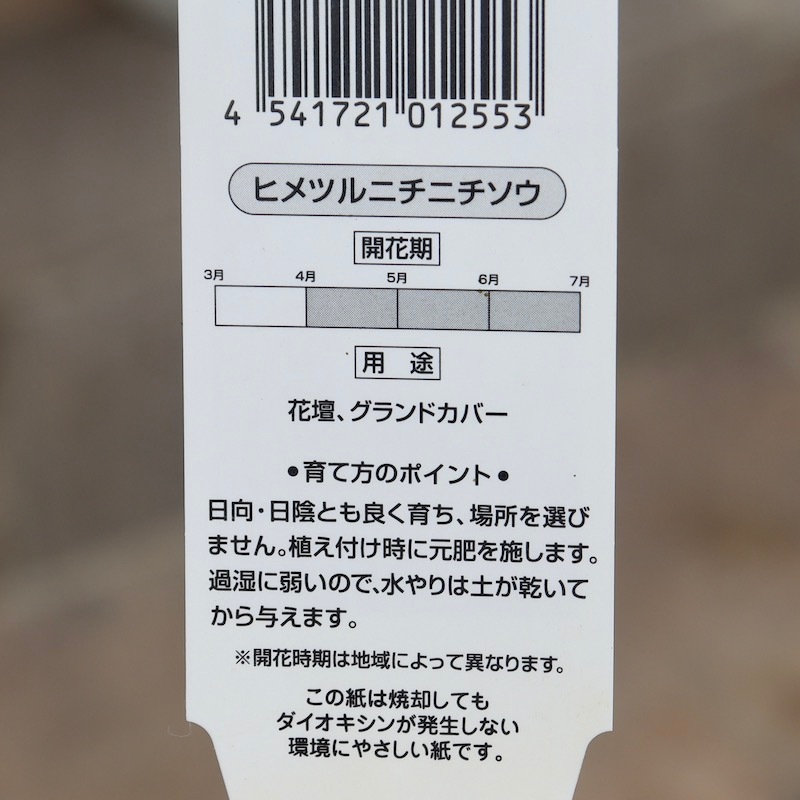 4 541721 012553
ヒメツルニチニチソウ
開花期
3月 4月 5月 6月 7月
用 途
花壇、グランドカバー
●育て方のポイント●
日向・日陰とも良く育ち、場所を選び
ません。植え付け時に元肥を施します。
過湿に弱いので、水やりは土が乾いて
から与えます。
※開花時期は地域によって異なります。
この紙は焼却しても
ダイオキシンが発生しない
環境にやさしい紙です。